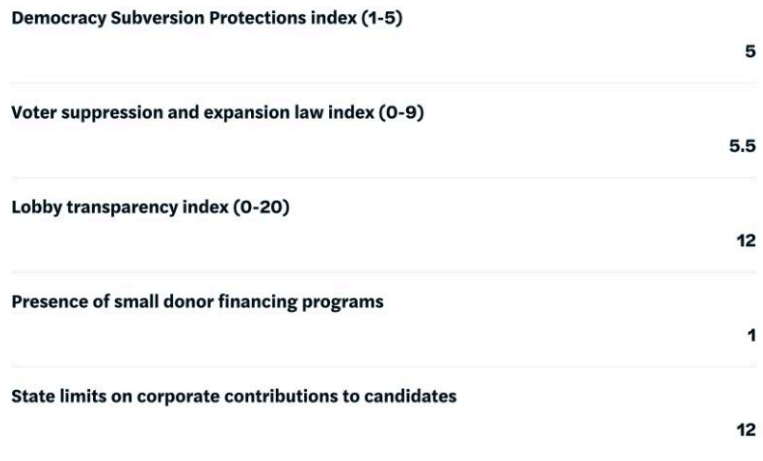 Democracy Subversion Protections index (1-5)
5
Voter suppression and expansion law index (0-9)
5.5
Lobby transparency index (0-20)
12
Presence of small donor financing programs
1
State limits on corporate contributions to candidates
12